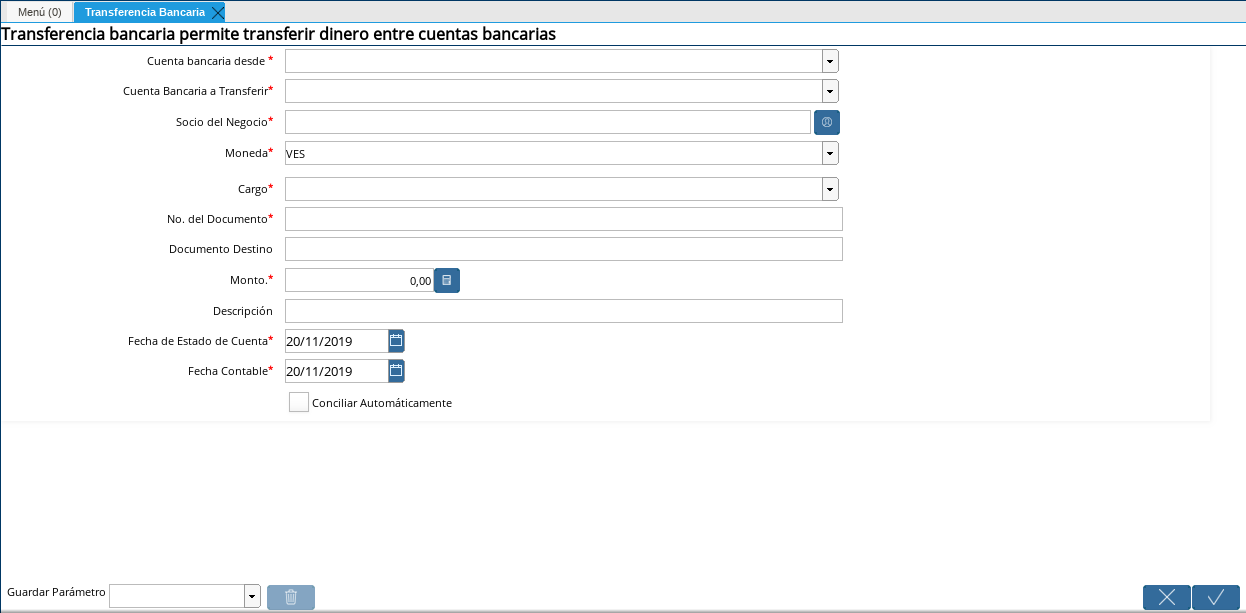 Menú (0)
Transferencia Bancaria
Transferencia bancaria permite transferir dinero entre cuentas bancarias
Cuenta bancaria desde *
Cuenta Bancaria a Transferir*
Socio del Negocio*
Moneda* VES
Cargo*
No. del Documento*
Documento Destino
Monto.* 0,00
Descripción
Fecha de Estado de Cuenta* 20/11/2019
Fecha Contable* 20/11/2019
Conciliar Automáticamente
Guardar Parámetro